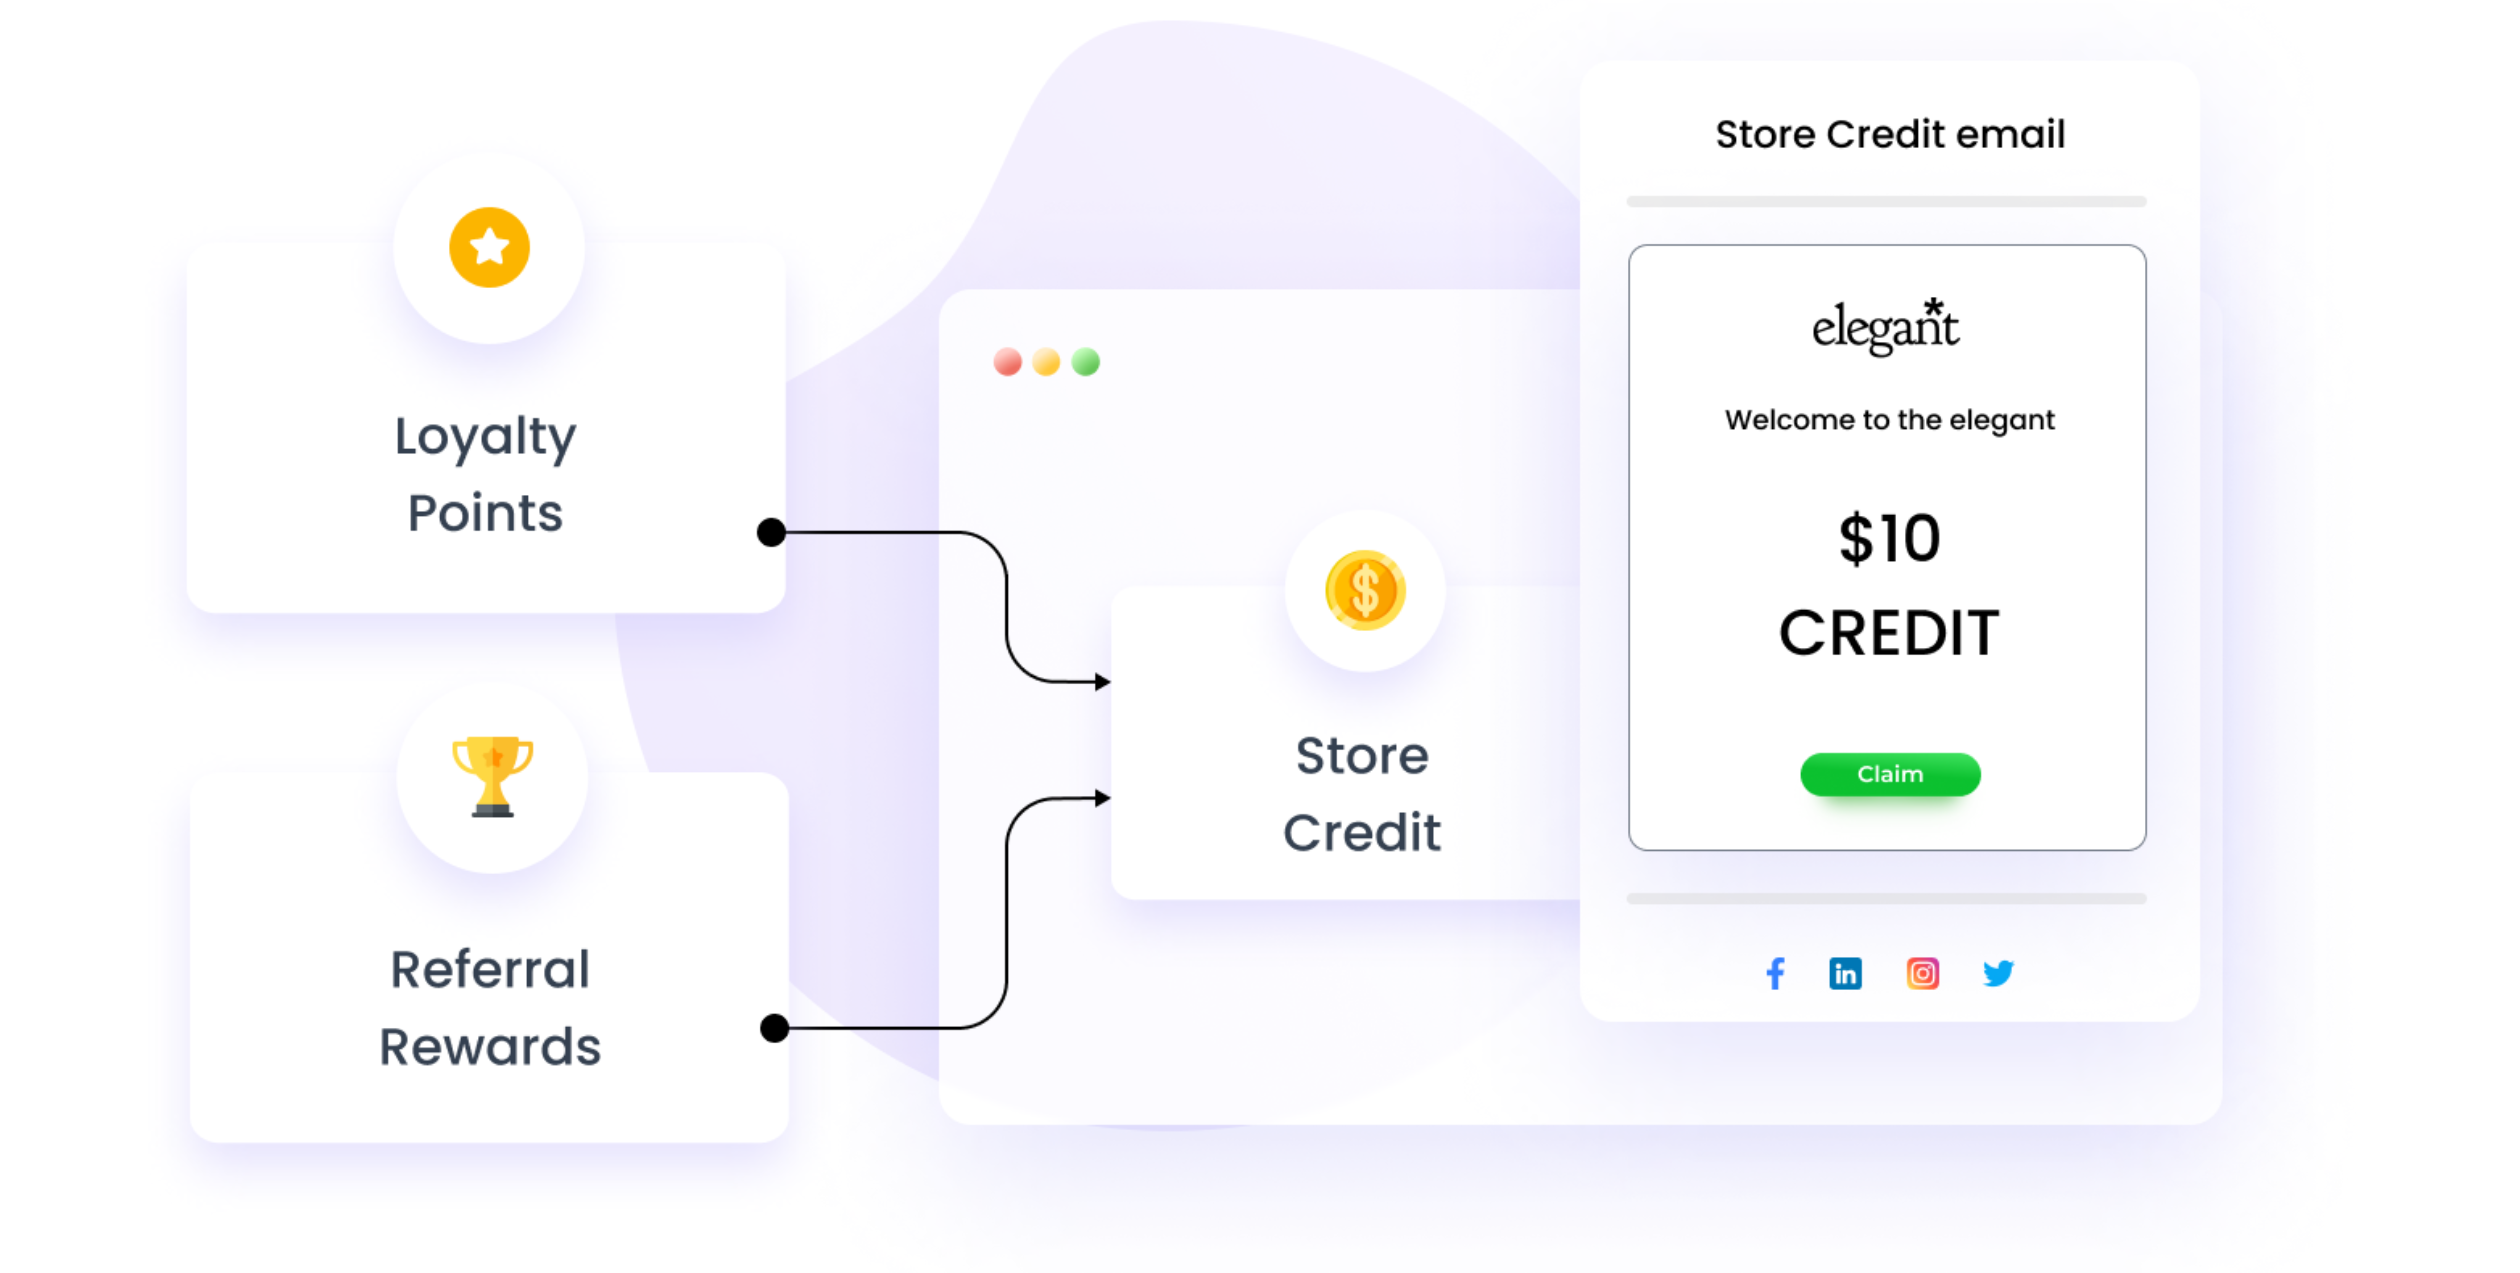 Loyalty
Points
Referral
Rewards
Store
Credit
Store Credit email
elegant*
Welcome to the elegant
$10
CREDIT
Claim